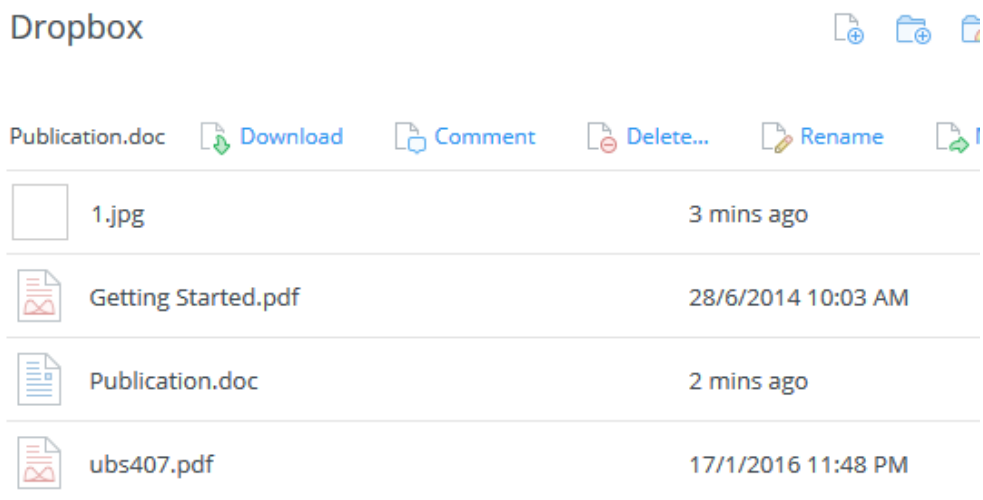 Dropbox
Publication.doc Download Comment Delete... Rename
1.jpg 3 mins ago
Getting Started.pdf 28/6/2014 10:03 AM
Publication.doc 2 mins ago
ubs407.pdf 17/1/2016 11:48 PM